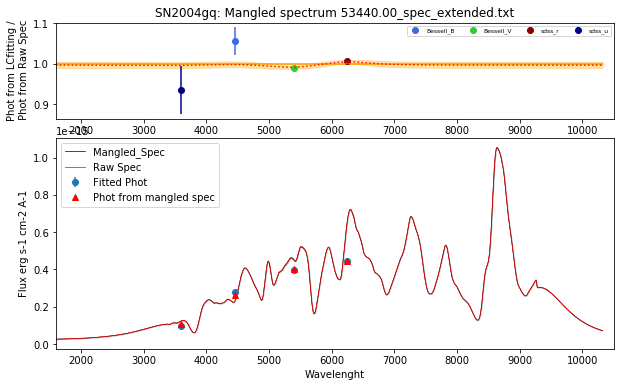 SN2004gq: Mangled spectrum 53440.00_spec_extended.txt
Phot from LCfitting /
Phot from Raw Spec
1.1
1.0
0.9
Bessell_B
Bessell_V
sdss_r
sdss_u
2000 3000 4000 5000 6000 7000 8000 9000 10000
Flux erg s-1 cm-2 A-1
1.0
0.8
0.6
0.4
0.2
0.0
Mangled_Spec
Raw Spec
Fitted Phot
Phot from mangled spec
2000 3000 4000 5000 6000 7000 8000 9000 10000
Wavelenght